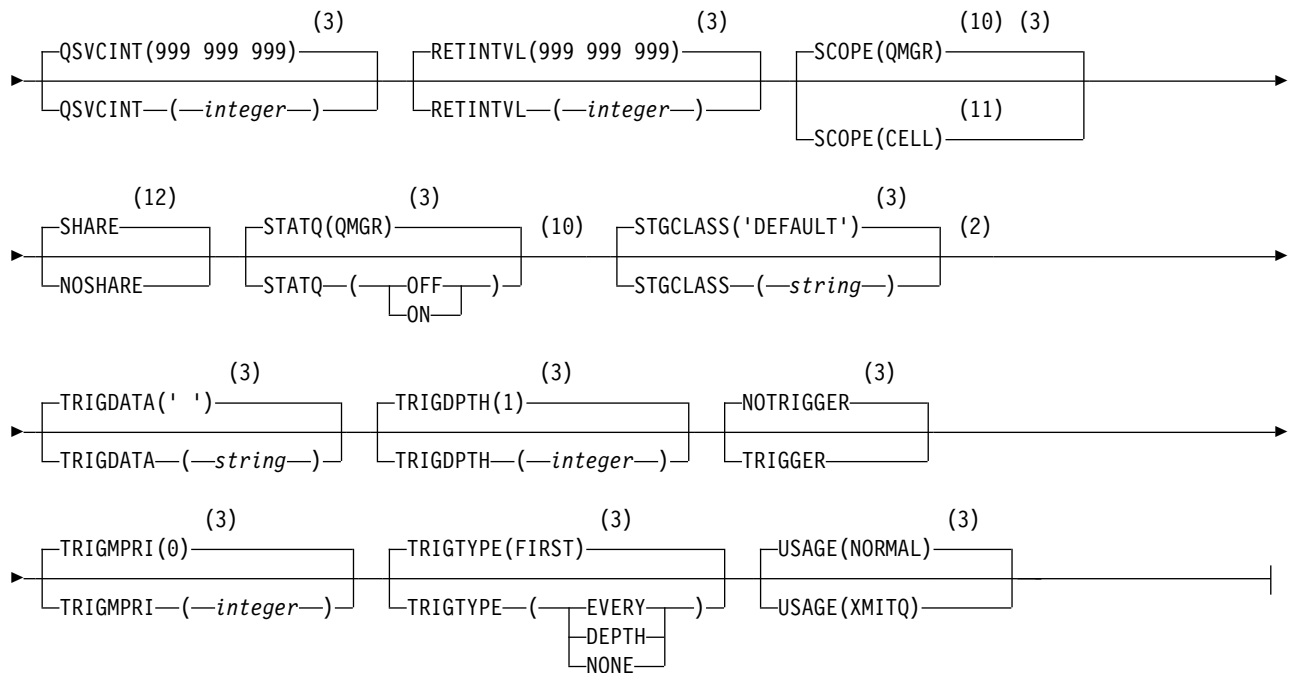 (3) (3) (10) (3)
QSVCINT(999 999 999) RETINTVL(999 999 999) SCOPE(QMGR)
QSVCINT ( integer ) RETINTVL ( integer ) (11)
SCOPE(CELL)
(12) (3) (3)
SHARE STATQ(QMGR) (10) STGCLASS('DEFAULT') (2)
NOSHARE STATQ ( OFF ) STGCLASS ( string )
ON
(3) (3) (3)
TRIGDATA(' ') TRIGDPTH(1) NOTRIGGER
TRIGDATA ( string ) TRIGDPTH ( integer ) TRIGGER
(3) (3) (3)
TRIGMPRI(0) TRIGTYPE(FIRST) USAGE(NORMAL)
TRIGMPRI ( integer ) TRIGTYPE ( EVERY ) USAGE(XMITQ)
DEPTH
NONE